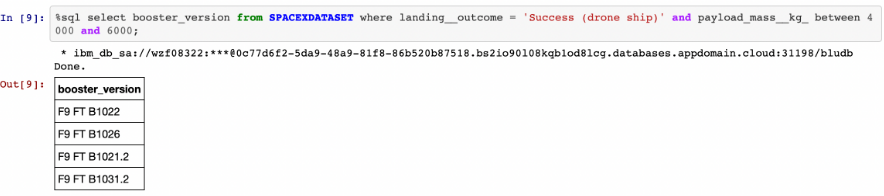 In [9]: %sql select booster_version from SPACEXDATASET where landing__outcome = 'Success (drone ship)' and payload_mass__kg_ between 4
000 and 6000;
* ibm_db_sa://wzf08322:***@0c77d6f2-5da9-48a9-81f8-86b520b87518.bs2io90l08kqb1od8lcg.databases.appdomain.cloud:31198/bludb
Done.
Out[9]: booster_version
F9 FT B1022
F9 FT B1026
F9 FT B1021.2
F9 FT B1031.2